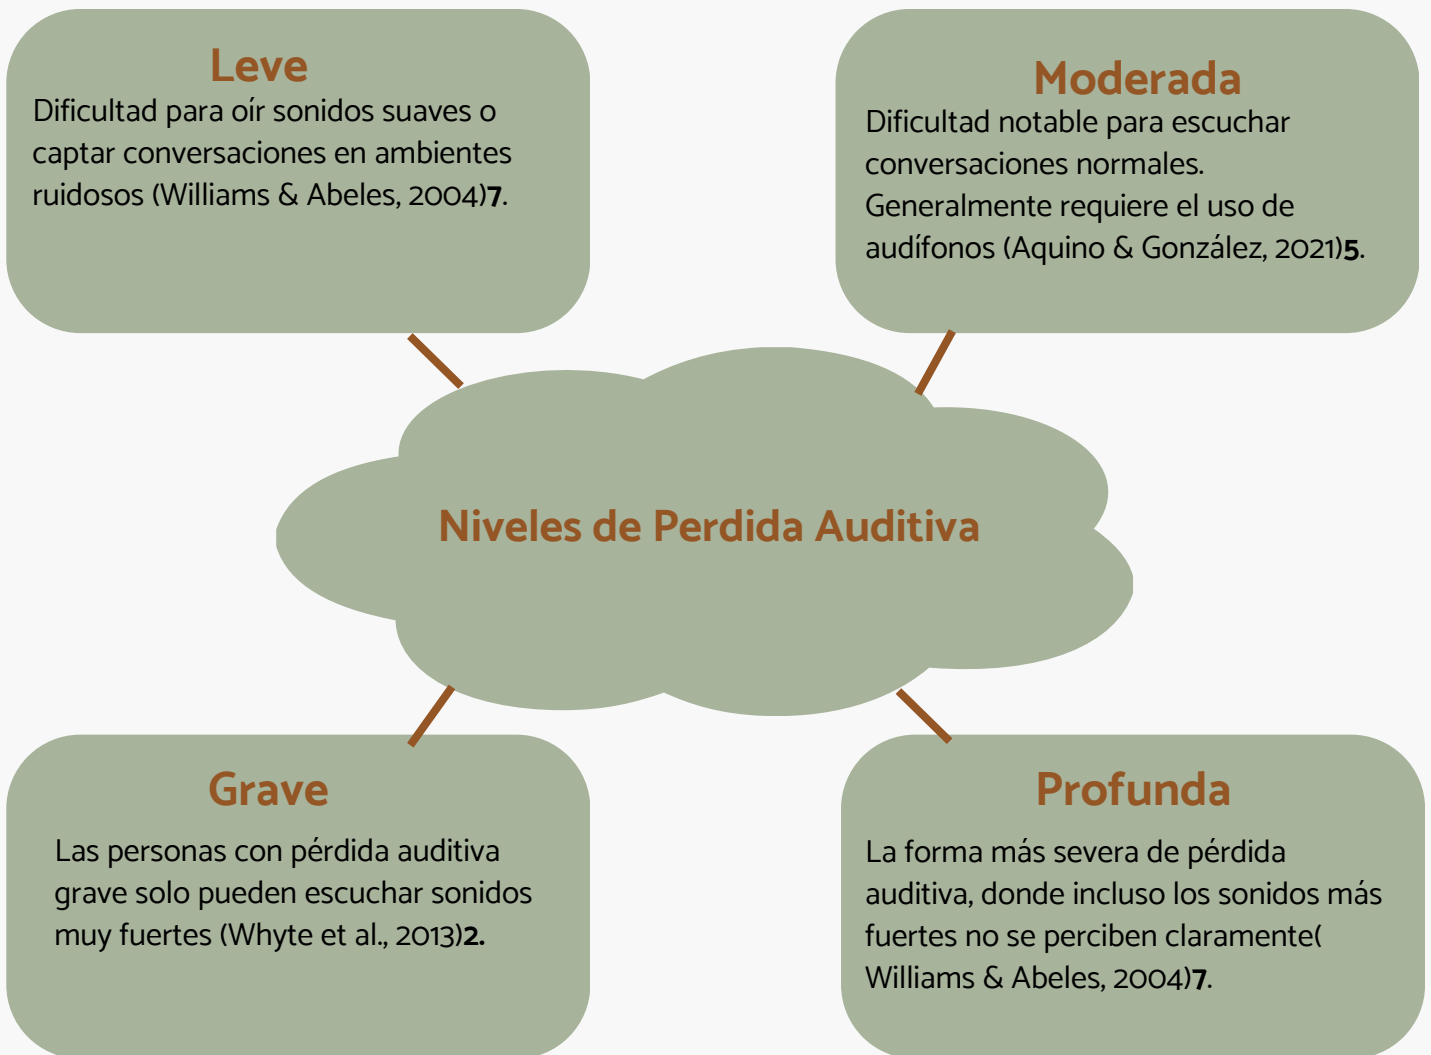 Leve
Dificultad para oír sonidos suaves o
captar conversaciones en ambientes
ruidosos (Williams & Abeles, 2004)7.
Moderada
Dificultad notable para escuchar
conversaciones normales.
Generalmente requiere el uso de
audífonos (Aquino & González, 2021)5.
Niveles de Perdida Auditiva
Grave
Las personas con pérdida auditiva
grave solo pueden escuchar sonidos
muy fuertes (Whyte et al., 2013)2.
Profunda
La forma más severa de pérdida
auditiva, donde incluso los sonidos más
fuertes no se perciben claramente(
Williams & Abeles, 2004)7.